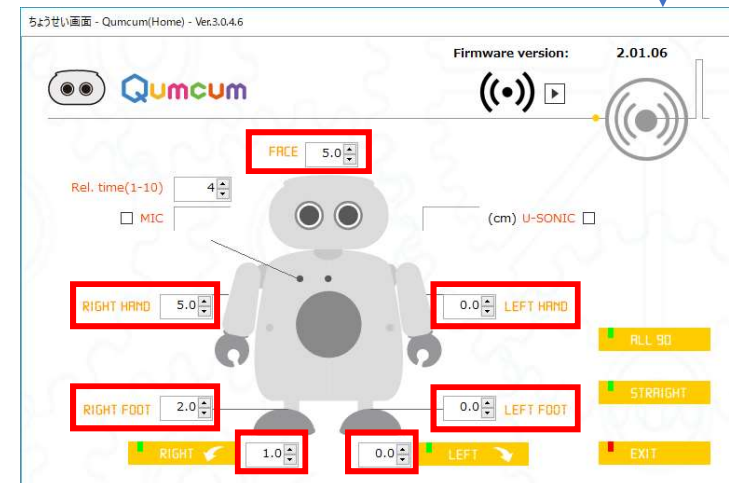 ちょうせい画面 - Qumcum(Home) - Ver.3.0.4.6
Firmware version: 2.01.06
Qumcum
FACE 5.0
Rel. time(1-10) 4
MIC
(cm) U-SONIC
RIGHT HAND 5.0
0.0 LEFT HAND
ALL 90
STRAIGHT
RIGHT FOOT 2.0
0.0 LEFT FOOT
RIGHT 1.0
0.0 LEFT
EXIT